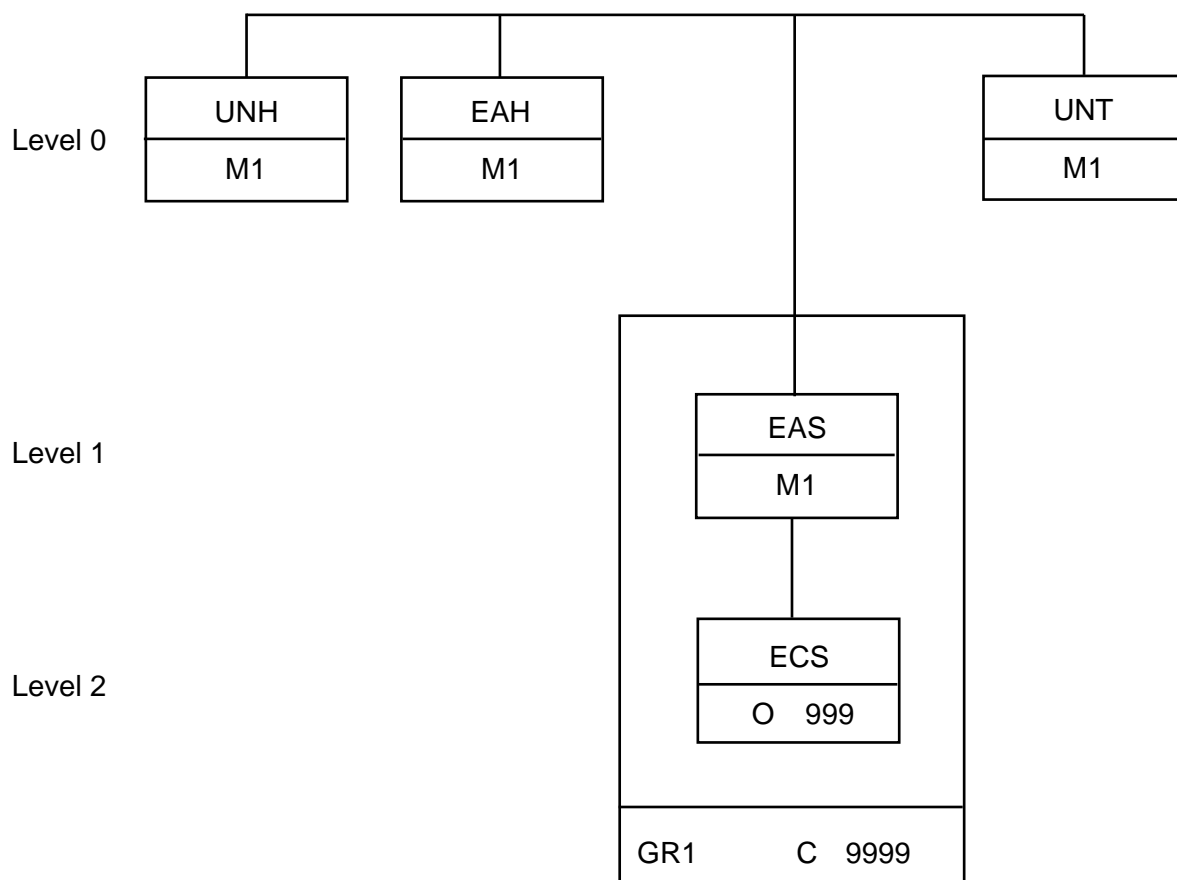 UNH EAH UNT
Level 0
M1 M1 M1
EAS
Level 1
M1
ECS
Level 2
O 999
GR1 C 9999